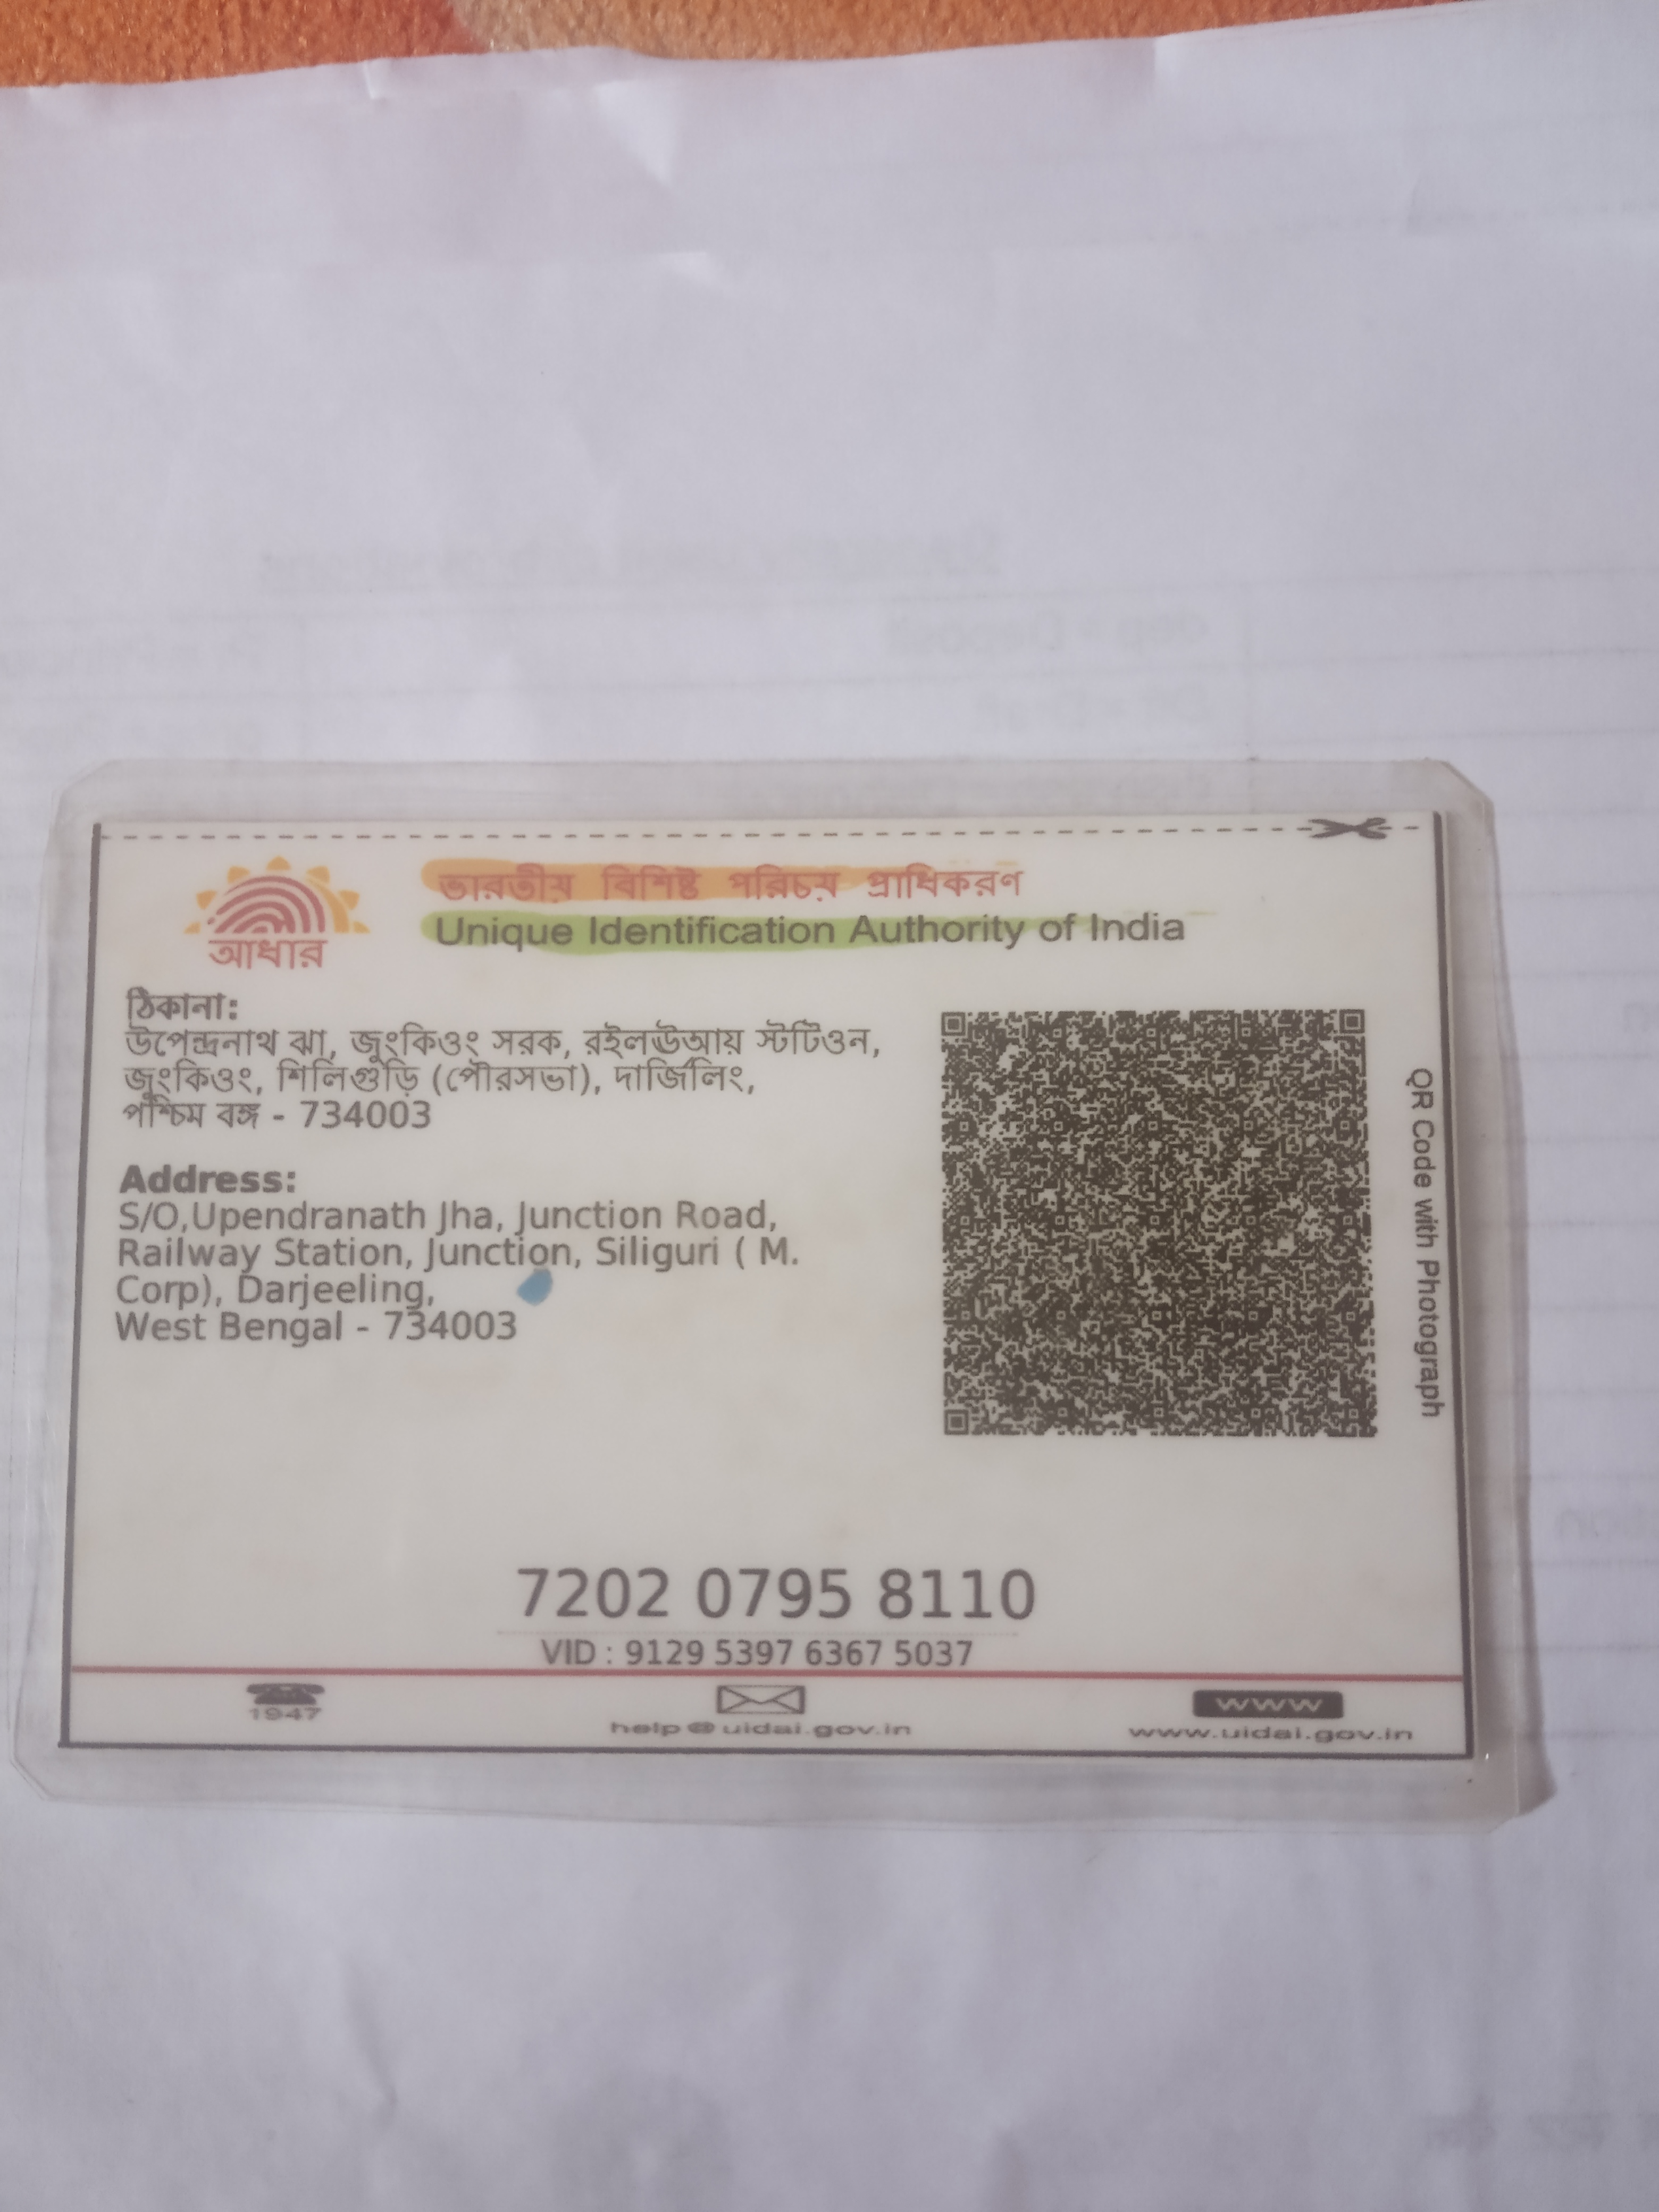 ভারতীয় বিশিষ্ট পরিচয় প্রাধিকরণ
Unique Identification Authority of India
আধার
ঠিকানা:
উপেন্দ্রনাথ ঝা, জুংকিওং সরক, রইলঊআয় স্টটিওন,
জুংকিওং, শিলিগুড়ি (পৌরসভা), দার্জিলিং,
পশ্চিম বঙ্গ - 734003
Address:
S/O,Upendranath Jha, Junction Road,
Railway Station, Junction, Siliguri ( M.
Corp), Darjeeling,
West Bengal - 734003
QR Code with Photograph
7202 0795 8110
VID : 9129 5397 6367 5037
1947
help@uidai.gov.in
WWW
www.uidai.gov.in